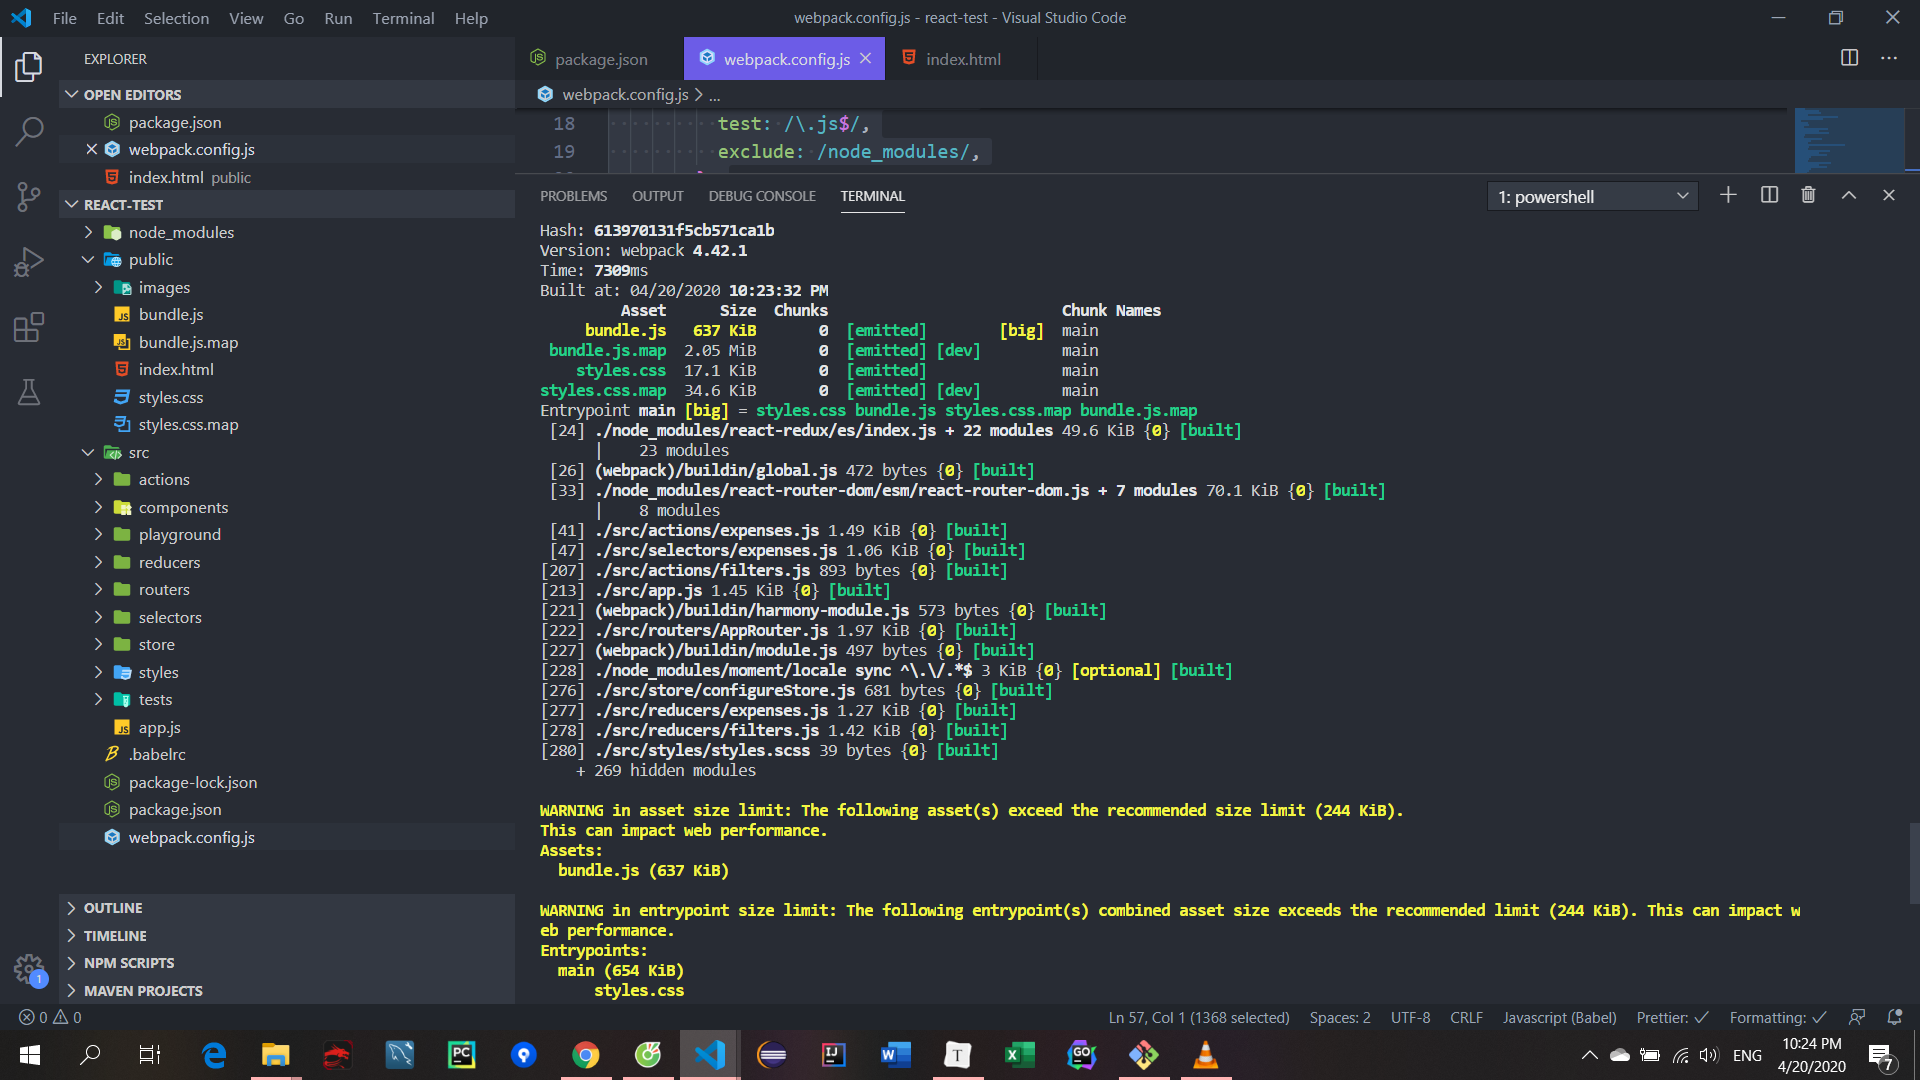 File Edit Selection View Go Run Terminal Help
webpack.config.js - react-test - Visual Studio Code
EXPLORER
OPEN EDITORS
package.json
webpack.config.js
index.html public
REACT-TEST
node_modules
public
images
bundle.js
bundle.js.map
index.html
styles.css
styles.css.map
src
actions
components
playground
reducers
routers
selectors
store
styles
tests
app.js
.babelrc
package-lock.json
package.json
webpack.config.js
OUTLINE
TIMELINE
NPM SCRIPTS
MAVEN PROJECTS
1
package.json webpack.config.js index.html
webpack.config.js > ...
18 test: /\.js$/,
19 exclude: /node_modules/,
PROBLEMS OUTPUT DEBUG CONSOLE TERMINAL
1: powershell
Hash: 613970131f5cb571ca1b
Version: webpack 4.42.1
Time: 7309ms
Built at: 04/20/2020 10:23:32 PM
Asset Size Chunks Chunk Names
bundle.js 637 KiB 0 [emitted] [big] main
bundle.js.map 2.05 MiB 0 [emitted] [dev] main
styles.css 17.1 KiB 0 [emitted] main
styles.css.map 34.6 KiB 0 [emitted] [dev] main
Entrypoint main [big] = styles.css bundle.js styles.css.map bundle.js.map
[24] ./node_modules/react-redux/es/index.js + 22 modules 49.6 KiB {0} [built]
| 23 modules
[26] (webpack)/buildin/global.js 472 bytes {0} [built]
[33] ./node_modules/react-router-dom/esm/react-router-dom.js + 7 modules 70.1 KiB {0} [built]
| 8 modules
[41] ./src/actions/expenses.js 1.49 KiB {0} [built]
[47] ./src/selectors/expenses.js 1.06 KiB {0} [built]
[207] ./src/actions/filters.js 893 bytes {0} [built]
[213] ./src/app.js 1.45 KiB {0} [built]
[221] (webpack)/buildin/harmony-module.js 573 bytes {0} [built]
[222] ./src/routers/AppRouter.js 1.97 KiB {0} [built]
[227] (webpack)/buildin/module.js 497 bytes {0} [built]
[228] ./node_modules/moment/locale sync ^\.\/.*$ 3 KiB {0} [optional] [built]
[276] ./src/store/configureStore.js 681 bytes {0} [built]
[277] ./src/reducers/expenses.js 1.27 KiB {0} [built]
[278] ./src/reducers/filters.js 1.42 KiB {0} [built]
[280] ./src/styles/styles.scss 39 bytes {0} [built]
+ 269 hidden modules
WARNING in asset size limit: The following asset(s) exceed the recommended size limit (244 KiB).
This can impact web performance.
Assets:
bundle.js (637 KiB)
WARNING in entrypoint size limit: The following entrypoint(s) combined asset size exceeds the recommended limit (244 KiB). This can impact w
eb performance.
Entrypoints:
main (654 KiB)
styles.css
0 0
Ln 57, Col 1 (1368 selected) Spaces: 2 UTF-8 CRLF Javascript (Babel) Prettier: ✓ Formatting: ✓
ENG
10:24 PM
4/20/2020
7